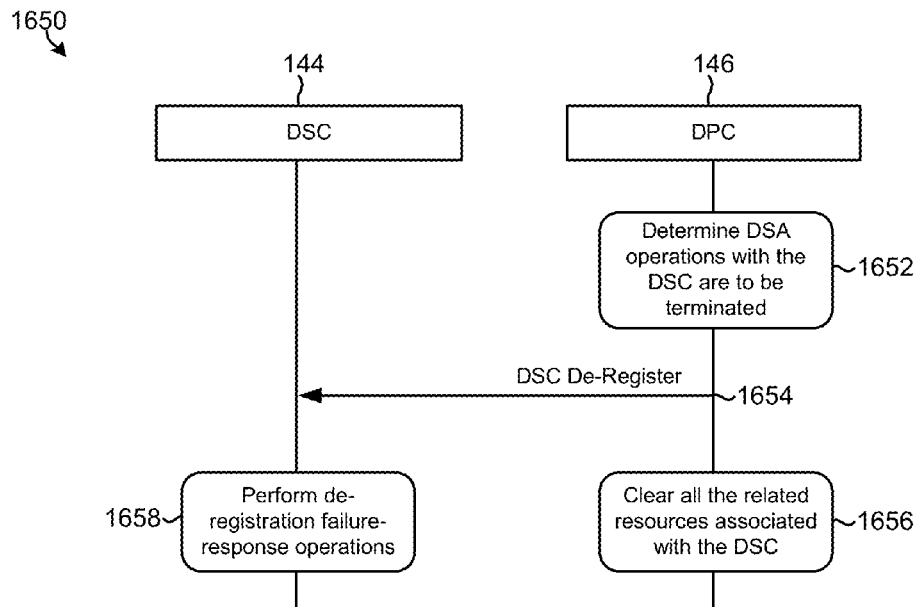 1650
144
146
DSC
DPC
Determine DSA
operations with the
DSC are to be
terminated
1652
DSC De-Register
1654
1658
Perform de-
registration failure-
response operations
Clear all the related
resources associated
with the DSC
1656